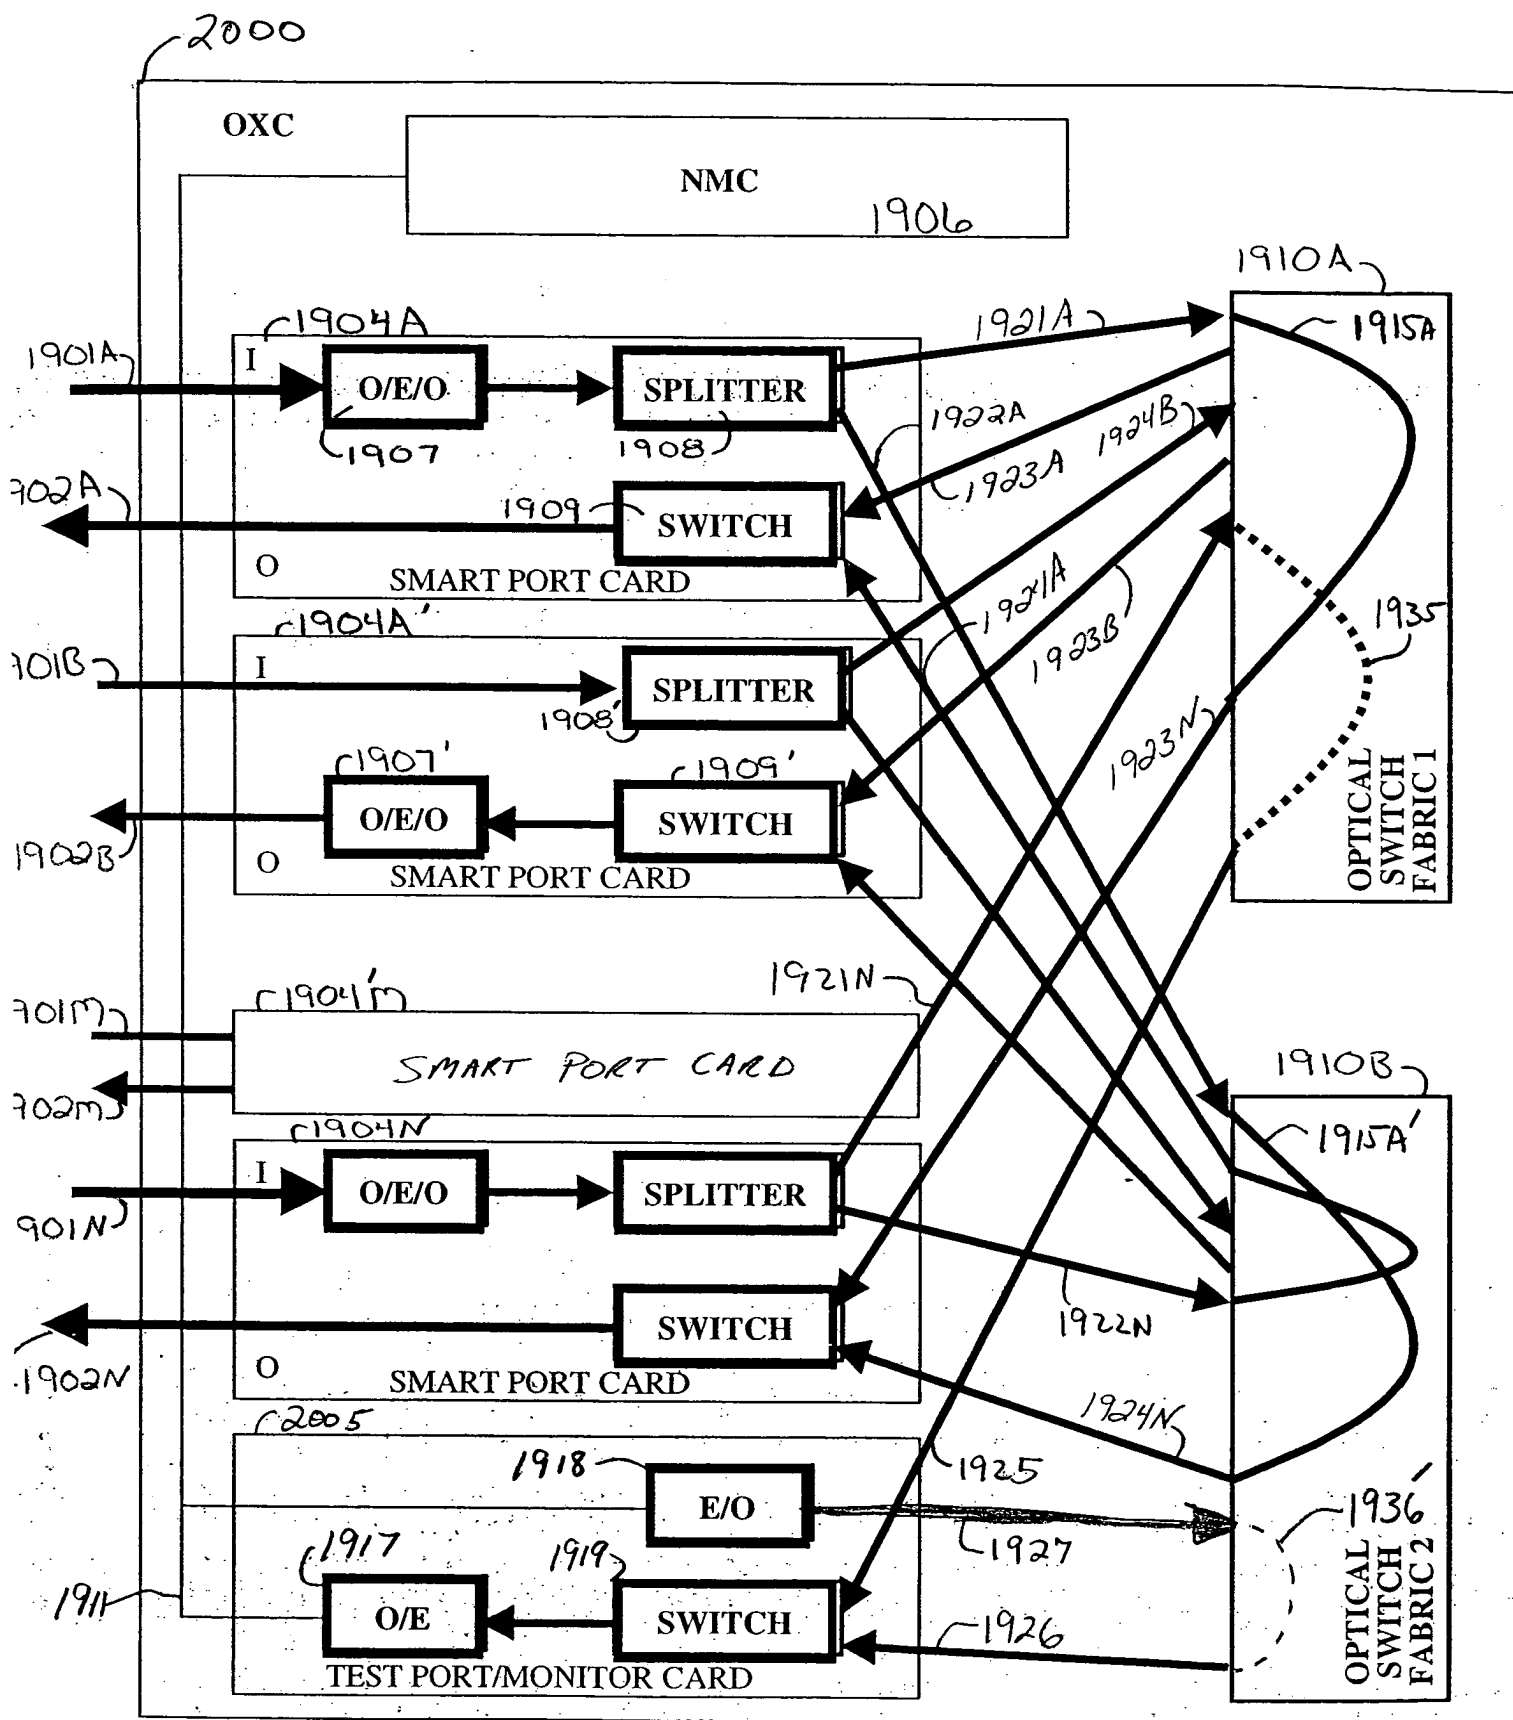 2000
OXC
NMC
1906
1910A
1904A
1921A
1915A
1901A
I
O/E/O
SPLITTER
1907
1908
1922A
1924B
1923A
702A
1909
SWITCH
O
SMART PORT CARD
1924A
1935
1904A'
1923B
701B
I
SPLITTER
1908'
1923N
1907'
1909'
O/E/O
SWITCH
1902B
O
SMART PORT CARD
OPTICAL
SWITCH
FABRIC 1
1921N
1904'm
701m
SMART PORT CARD
1910B
702m
1904N
1915A'
I
O/E/O
SPLITTER
901N
1922N
SWITCH
1902N
O
SMART PORT CARD
1924N
2005
1918
1925
E/O
1936'
1927
1917
1919
1911
O/E
SWITCH
1926
TEST PORT/MONITOR CARD
OPTICAL
SWITCH
FABRIC 2